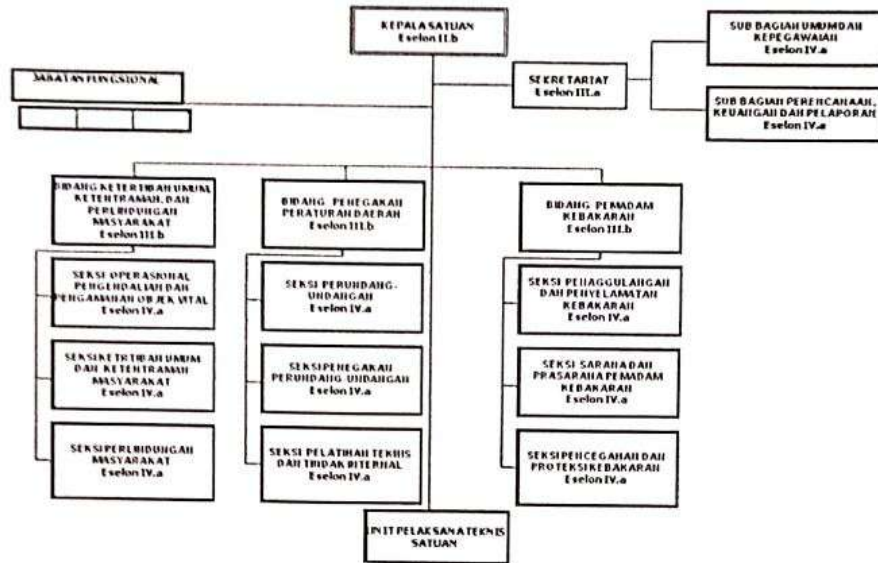 KEPALA SATUAN
Eselon II.b
SUB BAGIAN UMUM DAN
KEPEGAWAIAN
Eselon IV.a
JABATAN FUNGSIONAL
SEKRETARIAT
Eselon III.a
SUB BAGIAN PERENCANAAN,
KEUANGAN DAN PELAPORAN
Eselon IV.a
BIDANG KETERTIBAN UMUM,
KETENTRAMAN, DAN
PERLINDUNGAN
MASYARAKAT
Eselon III.b
BIDANG PENEGAKAN
PERATURAN DAERAH
Eselon III.b
BIDANG PEMADAM
KEBAKARAN
Eselon III.b
SEKSI OPERASIONAL
PENGENDALIAN DAN
PENGAMANAN OBJEK VITAL
Eselon IV.a
SEKSI PERUNDANG-
UNDANGAN
Eselon IV.a
SEKSI PENAGGULANGAN
DAN PENYELAMATAN
KEBAKARAN
Eselon IV.a
SEKSI KETRTIBAN UMUM
DAN KETENTRAMAN
MASYARAKAT
Eselon IV.a
SEKSI PENEGAKAN
PERUNDANG-UNDANGAN
Eselon IV.a
SEKSI SARANA DAN
PRASARANA PEMADAM
KEBAKARAN
Eselon IV.a
SEKSI PERLINDUNGAN
MASYARAKAT
Eselon IV.a
SEKSI PELATIHAN TEKNIS
DAN TINDAK INTERNAL
Eselon IV.a
SEKSI PENCEGAHAN DAN
PROTEKSI KEBAKARAN
Eselon IV.a
UNIT PELAKSANA TEKNIS
SATUAN